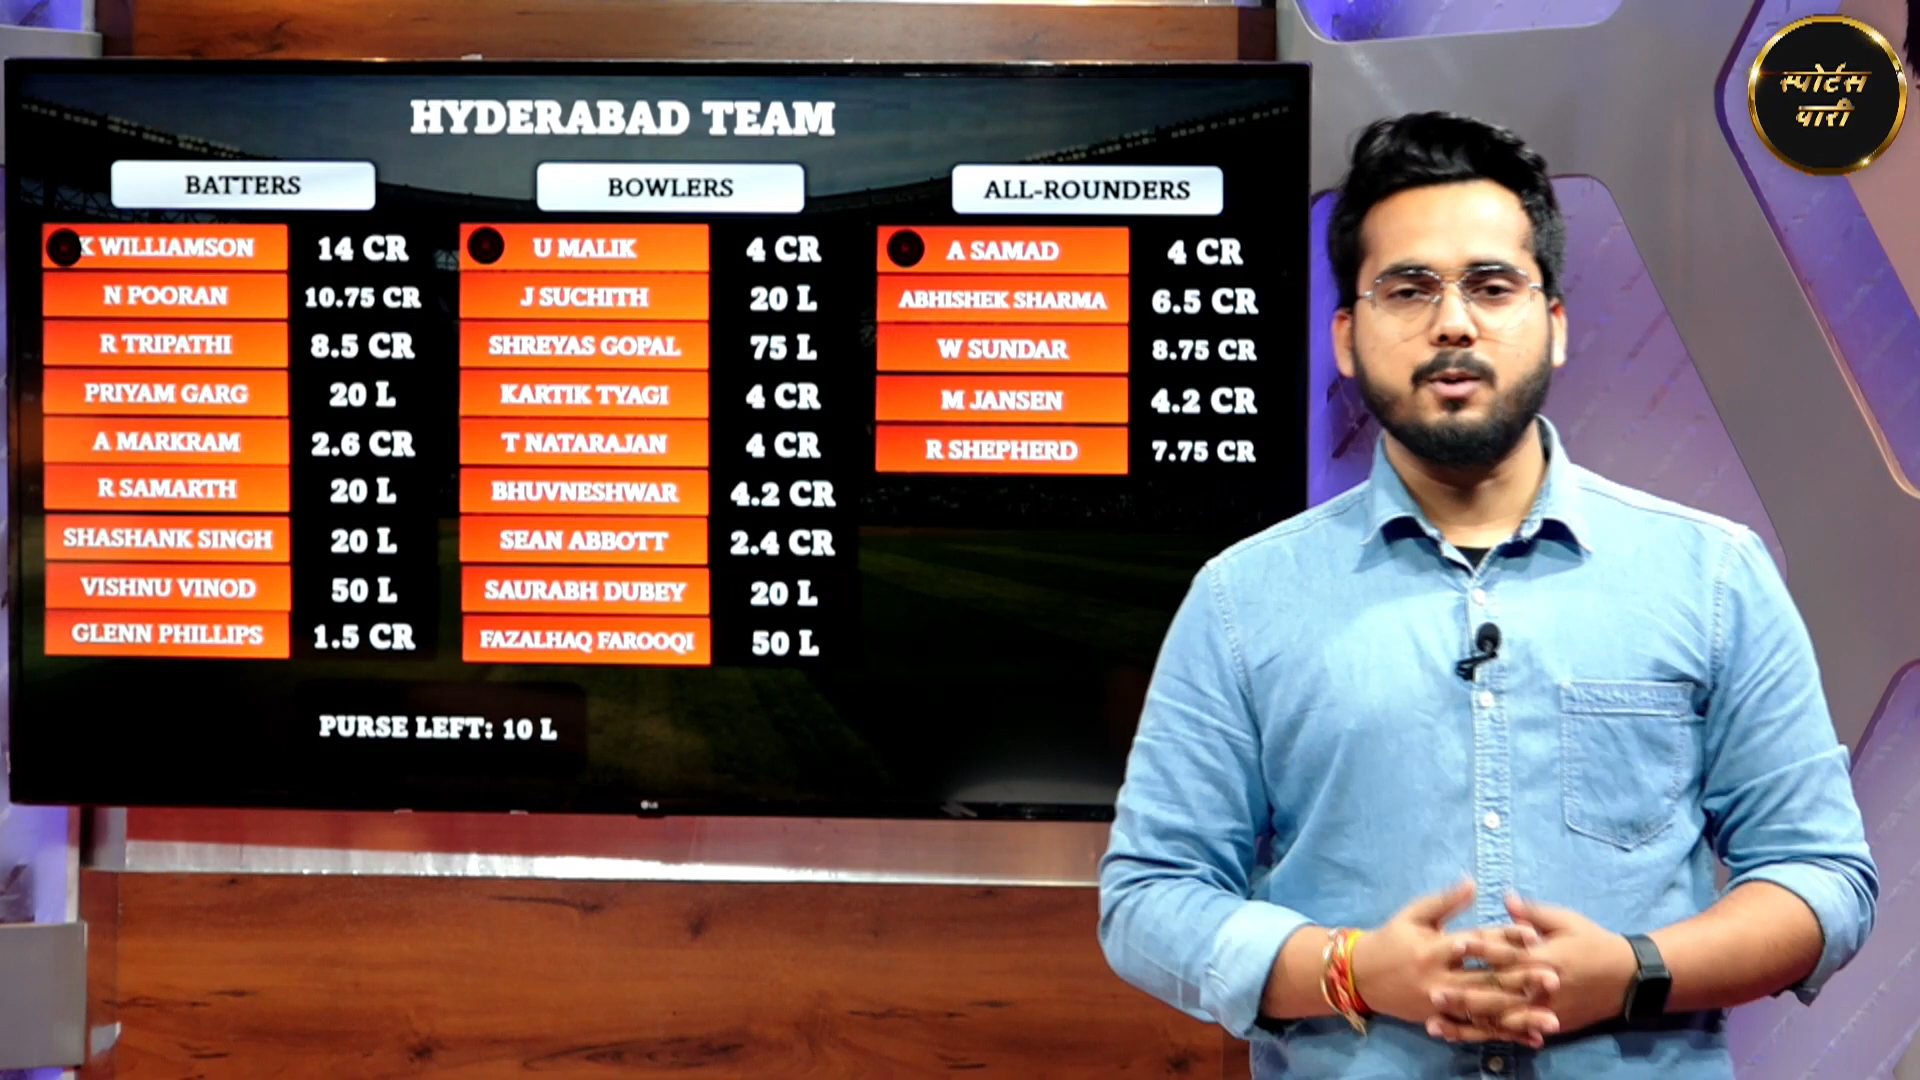 HYDERABAD TEAM
BATTERS
K WILLIAMSON 14 CR
N POORAN 10.75 CR
R TRIPATHI 8.5 CR
PRIYAM GARG 20 L
A MARKRAM 2.6 CR
R SAMARTH 20 L
SHASHANK SINGH 20 L
VISHNU VINOD 50 L
GLENN PHILLIPS 1.5 CR
BOWLERS
U MALIK 4 CR
J SUCHITH 20 L
SHREYAS GOPAL 75 L
KARTIK TYAGI 4 CR
T NATARAJAN 4 CR
BHUVNESHWAR 4.2 CR
SEAN ABBOTT 2.4 CR
SAURABH DUBEY 20 L
FAZALHAQ FAROOQI 50 L
ALL-ROUNDERS
A SAMAD 4 CR
ABHISHEK SHARMA 6.5 CR
W SUNDAR 8.75 CR
M JANSEN 4.2 CR
R SHEPHERD 7.75 CR
PURSE LEFT: 10 L
LG
स्पोर्टस
वारी